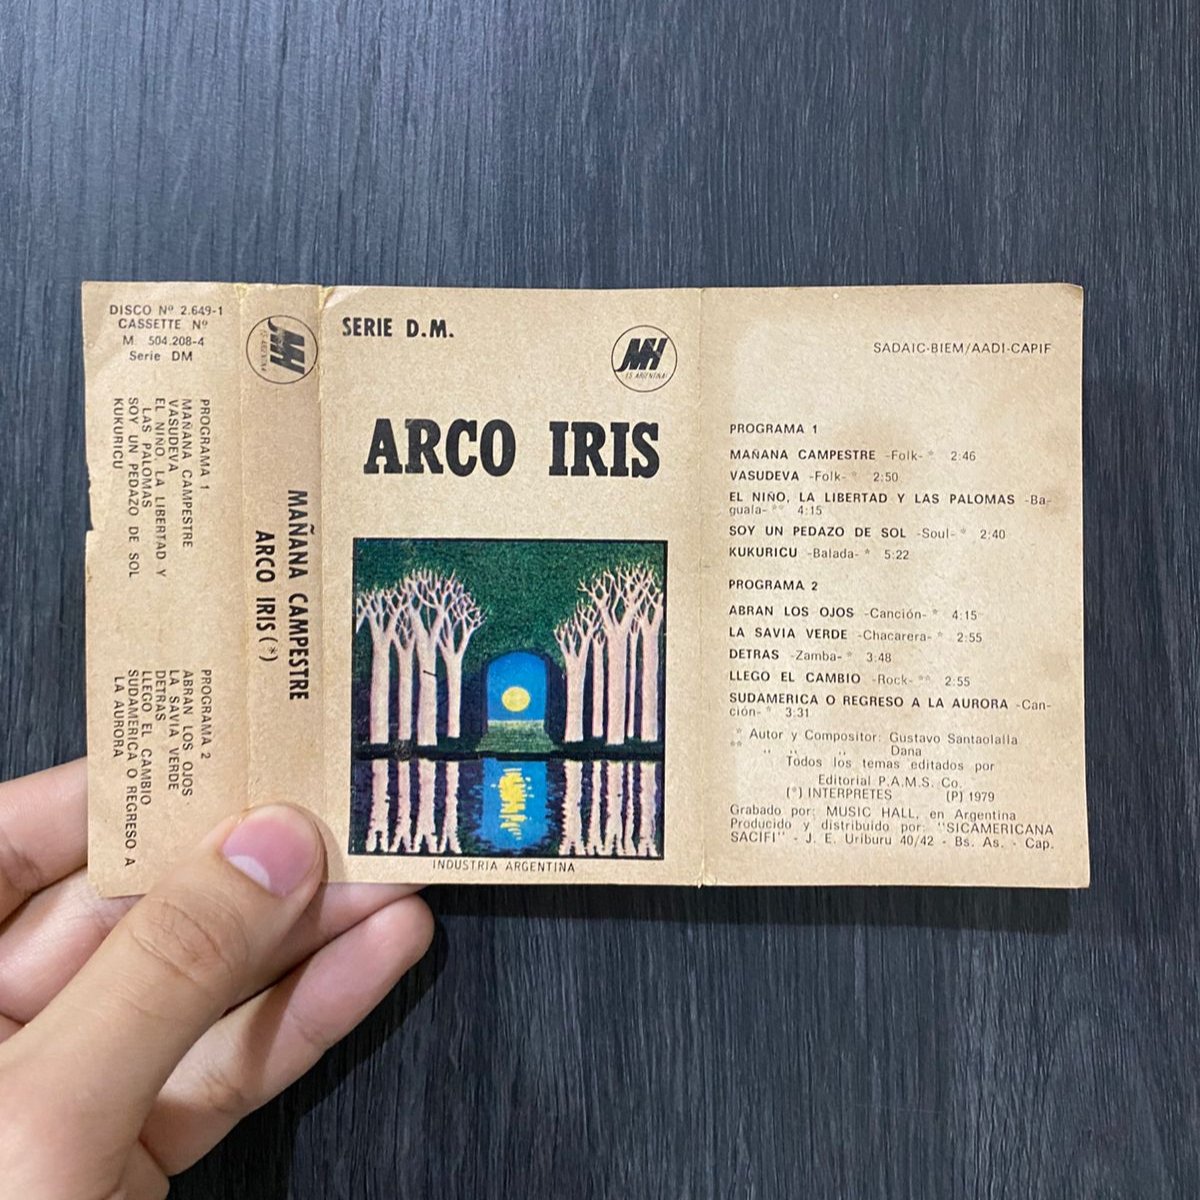 DISCO Nº 2.649-1
CASSETTE Nº
M 504.208-4
Serie DM
PROGRAMA 1
MAÑANA CAMPESTRE
VASUDEVA
EL NIÑO, LA LIBERTAD Y
LAS PALOMAS
SOY UN PEDAZO DE SOL
KUKURICU
PROGRAMA 2
ABRAN LOS OJOS
LA SAVIA VERDE
DETRAS
LLEGO EL CAMBIO
SUDAMERICA O REGRESO A
LA AURORA
MH
ES ARGENTINA
MAÑANA CAMPESTRE
ARCO IRIS (*)
SERIE D.M.
MH
ES ARGENTINA
ARCO IRIS
INDUSTRIA ARGENTINA
SADAIC-BIEM/AADI-CAPIF
PROGRAMA 1
MAÑANA CAMPESTRE -Folk- * 2:46
VASUDEVA -Folk- * 2:50
EL NIÑO, LA LIBERTAD Y LAS PALOMAS -Ba-
guala- ** 4:15
SOY UN PEDAZO DE SOL -Soul- * 2:40
KUKURICU -Balada- * 5:22
PROGRAMA 2
ABRAN LOS OJOS -Canción- * 4:15
LA SAVIA VERDE -Chacarera- * 2:55
DETRAS -Zamba- * 3:48
LLEGO EL CAMBIO -Rock- ** 2:55
SUDAMERICA O REGRESO A LA AURORA -Can-
ción- * 3:31
* Autor y Compositor: Gustavo Santaolalla
** ,, ,, ,, Dana
Todos los temas editados por
Editorial P.A.M.S. Co.
(*) INTERPRETES (P) 1979
Grabado por: MUSIC HALL, en Argentina
Producido y distribuido por: "SICAMERICANA
SACIFI" - J. E. Uriburu 40/42 - Bs. As. - Cap.